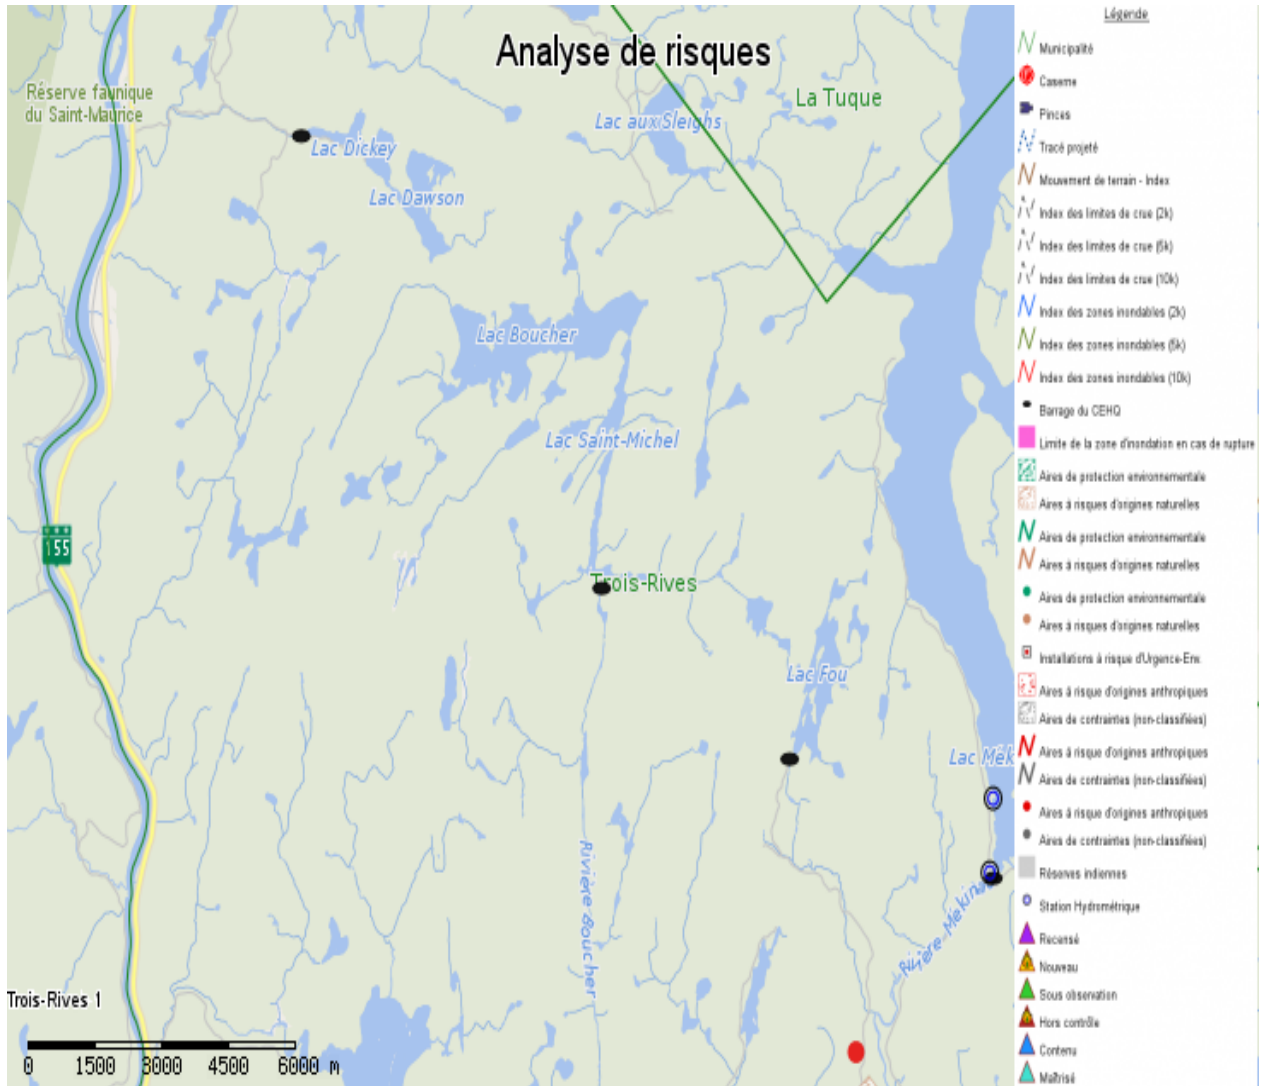 Analyse de risques
Réserve faunique
du Saint-Maurice
La Tuque
Lac aux Sleighs
Lac Dickey
Lac Dawson
Lac Boucher
Lac Saint-Michel
155
Trois-Rives
Lac Fou
Lac Mék
Rivière Boucher
Rivière Mékin
Trois-Rives 1
0 1500 3000 4500 6000 m
Légende
Municipalité
Caserne
Pinces
Tracé projeté
Mouvement de terrain - Index
Index des limites de crue (2k)
Index des limites de crue (5k)
Index des limites de crue (10k)
Index des zones inondables (2k)
Index des zones inondables (5k)
Index des zones inondables (10k)
Barrage du CEHQ
Limite de la zone d'inondation en cas de rupture
Aires de protection environnementale
Aires à risques d'origines naturelles
Aires de protection environnementale
Aires à risques d'origines naturelles
Aires de protection environnementale
Aires à risques d'origines naturelles
Installations à risque d'Urgence-Env.
Aires à risque d'origines anthropiques
Aires de contraintes (non-classifiées)
Aires à risque d'origines anthropiques
Aires de contraintes (non-classifiées)
Aires à risque d'origines anthropiques
Aires de contraintes (non-classifiées)
Réserves indiennes
Station Hydrométrique
Recensé
Nouveau
Sous observation
Hors contrôle
Contenu
Maîtrisé